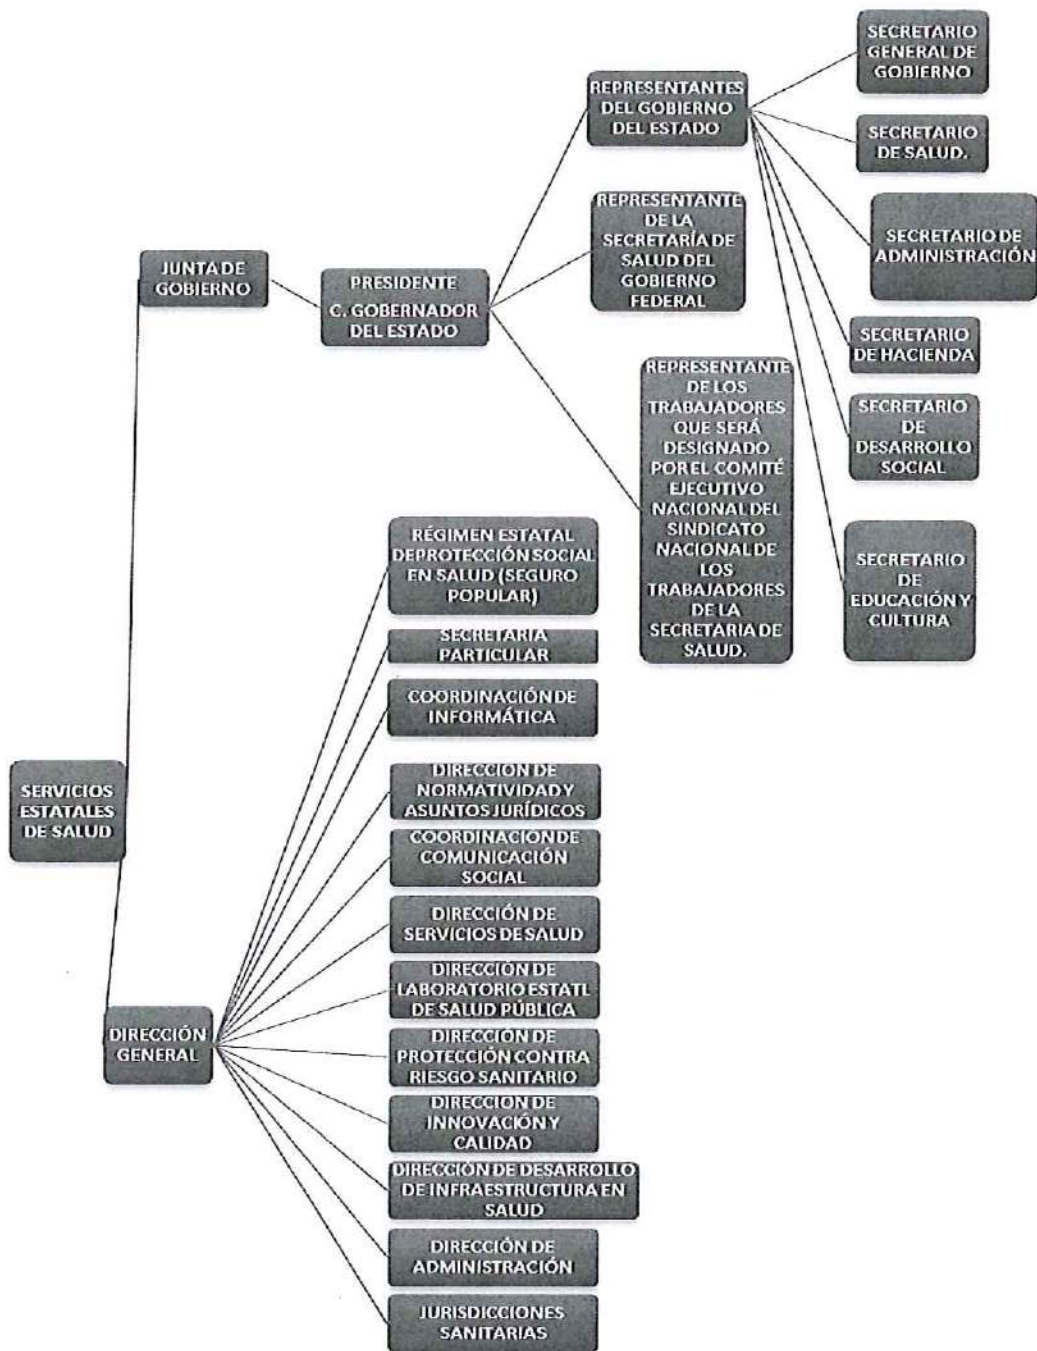 SERVICIOS
ESTATALES
DE SALUD
JUNTA DE
GOBIERNO
PRESIDENTE
C. GOBERNADOR
DEL ESTADO
REPRESENTANTES
DEL GOBIERNO
DEL ESTADO
SECRETARIO
GENERAL DE
GOBIERNO
SECRETARIO
DE SALUD.
SECRETARIO DE
ADMINISTRACIÓN
SECRETARIO
DE HACIENDA
SECRETARIO
DE
DESARROLLO
SOCIAL
SECRETARIO
DE
EDUCACIÓN Y
CULTURA
REPRESENTANTE
DE LA
SECRETARÍA DE
SALUD DEL
GOBIERNO
FEDERAL
REPRESENTANTE
DE LOS
TRABAJADORES
QUE SERÁ
DESIGNADO
POR EL COMITÉ
EJECUTIVO
NACIONAL DEL
SINDICATO
NACIONAL DE
LOS
TRABAJADORES
DE LA
SECRETARIA DE
SALUD.
DIRECCIÓN
GENERAL
RÉGIMEN ESTATAL
DEPROTECCIÓN SOCIAL
EN SALUD (SEGURO
POPULAR)
SECRETARIA
PARTICULAR
COORDINACIÓN DE
INFORMÁTICA
DIRECCIÓN DE
NORMATIVIDAD Y
ASUNTOS JURÍDICOS
COORDINACION DE
COMUNICACIÓN
SOCIAL
DIRECCIÓN DE
SERVICIOS DE SALUD
DIRECCIÓN DE
LABORATORIO ESTATL
DE SALUD PÚBLICA
DIRECCIÓN DE
PROTECCIÓN CONTRA
RIESGO SANITARIO
DIRECCION DE
INNOVACIÓN Y
CALIDAD
DIRECCIÓN DE DESARROLLO
DE INFRAESTRUCTURA EN
SALUD
DIRECCIÓN DE
ADMINISTRACIÓN
JURISDICCIONES
SANITARIAS